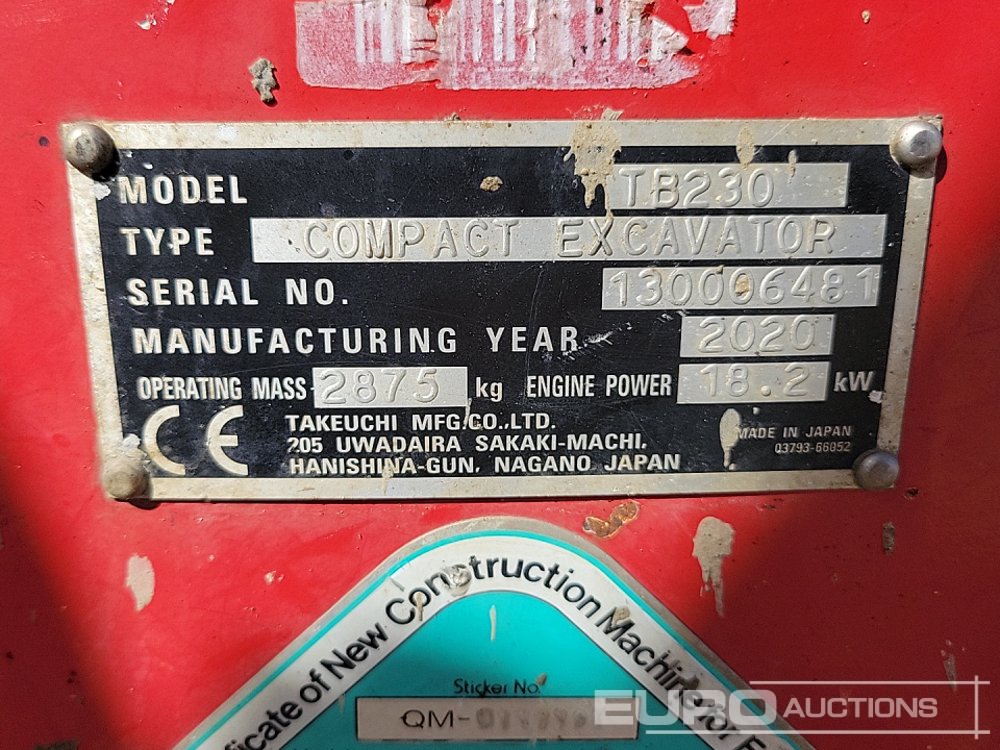 MODEL TB230
TYPE COMPACT EXCAVATOR
SERIAL NO. 130006481
MANUFACTURING YEAR 2020
OPERATING MASS 2875 kg ENGINE POWER 18.2 kW
CE TAKEUCHI MFG.CO.,LTD.
205 UWADAIRA SAKAKI-MACHI,
HANISHINA-GUN, NAGANO JAPAN
MADE IN JAPAN
03793-66052
of New Construction Machines for
Sticker No.
QM-
EURO AUCTIONS